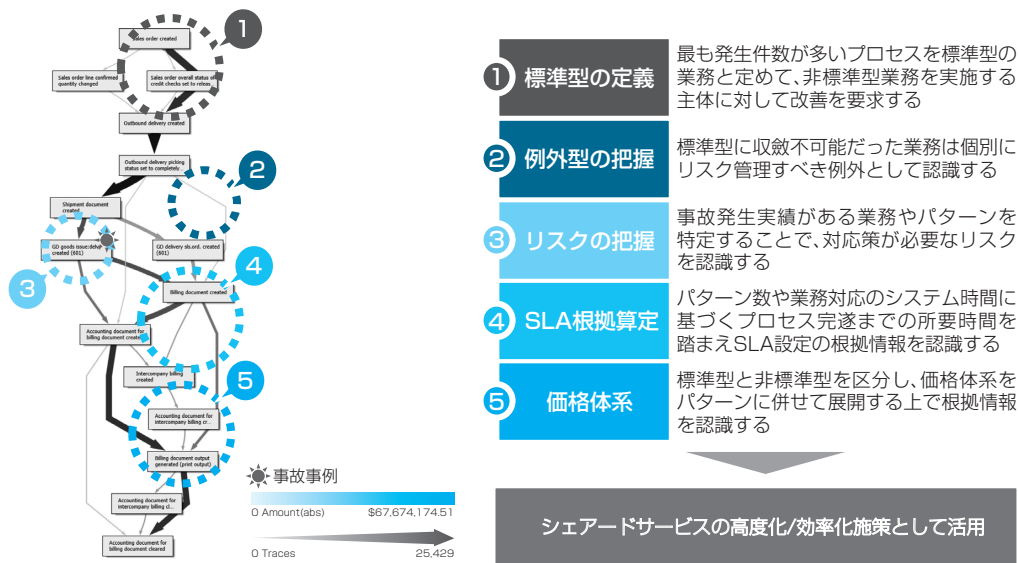 1
Sales order created
Sales order line confirmed
quantity changed
Sales order overall status of
credit checks set to releas
Outbound delivery created
Outbound delivery picking
status set to completely ...
2
Shipment document
created
GD goods issue:deliv
created (601)
GD delivery sls.ord. created
(601)
3
4
Billing document created
Accounting document for
billing document created
Intercompany billing
created
5
Accounting document for
intercompany billing cr...
Billing document output
generated (print output)
Accounting document for
intercompany billing cl...
Accounting document for
billing document cleared
事故事例
0 Amount(abs) $67,674,174.51
0 Traces 25,429
1 標準型の定義
最も発生件数が多いプロセスを標準型の
業務と定めて、非標準型業務を実施する
主体に対して改善を要求する
2 例外型の把握
標準型に収斂不可能だった業務は個別に
リスク管理すべき例外として認識する
3 リスクの把握
事故発生実績がある業務やパターンを
特定することで、対応策が必要なリスク
を認識する
4 SLA根拠算定
パターン数や業務対応のシステム時間に
基づくプロセス完遂までの所要時間を
踏まえSLA設定の根拠情報を認識する
5 価格体系
標準型と非標準型を区分し、価格体系を
パターンに併せて展開する上で根拠情報
を認識する
シェアードサービスの高度化/効率化施策として活用